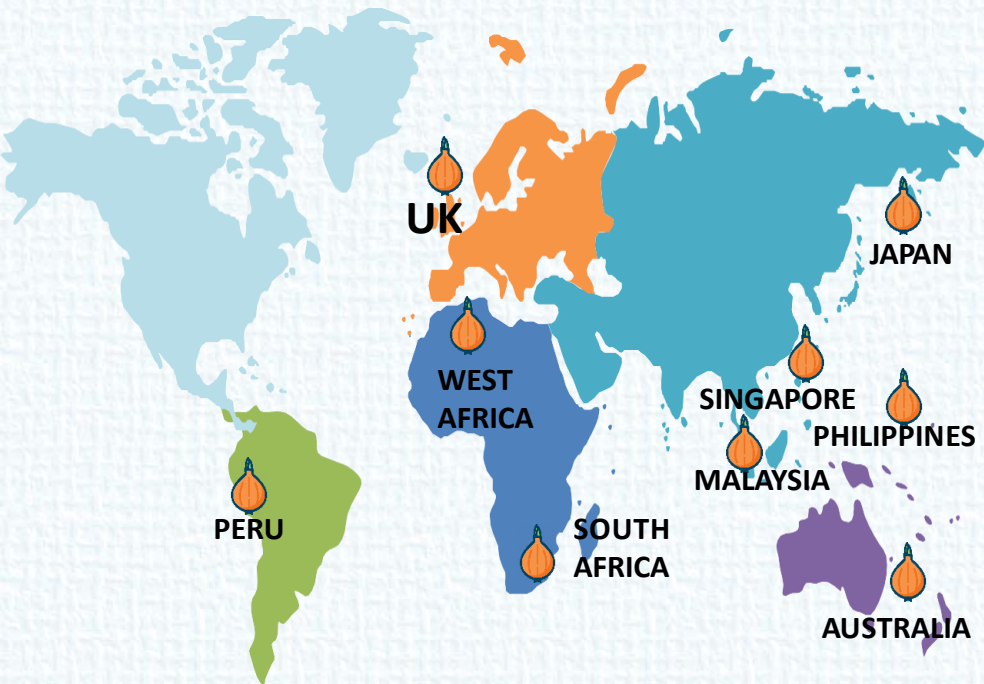 UK
JAPAN
WEST
AFRICA
SINGAPORE
PHILIPPINES
MALAYSIA
PERU
SOUTH
AFRICA
AUSTRALIA